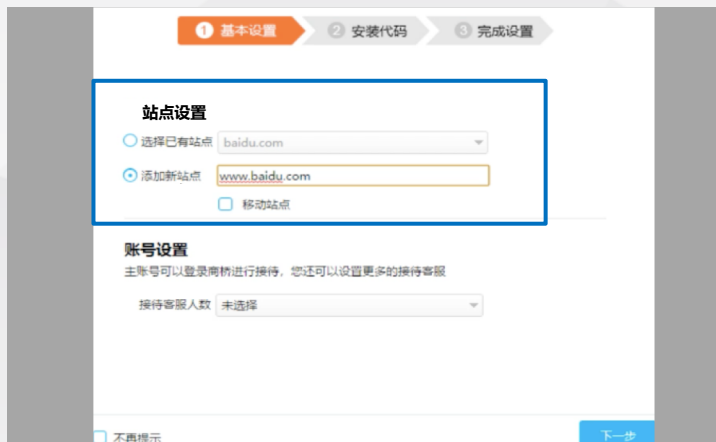 1 基本设置 2 安装代码 3 完成设置
站点设置
选择已有站点 baidu.com
添加新站点 www.baidu.com
移动站点
账号设置
主账号可以登录商桥进行接待，您还可以设置更多的接待客服
接待客服人数 未选择
不再提示 下一步